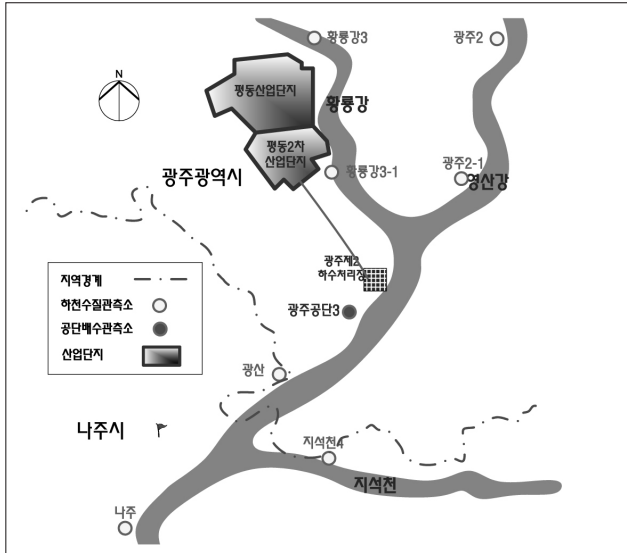 황룡강3
광주2
N
평동산업단지
황룡강
평동2차
산업단지
광주광역시
황룡강3-1
광주2-1
영산강
광주제2
하수처리장
지역경계
하천수질관측소
공단배수관측소
산업단지
광주공단3
광산
나주시
지석천4
지석천
나주